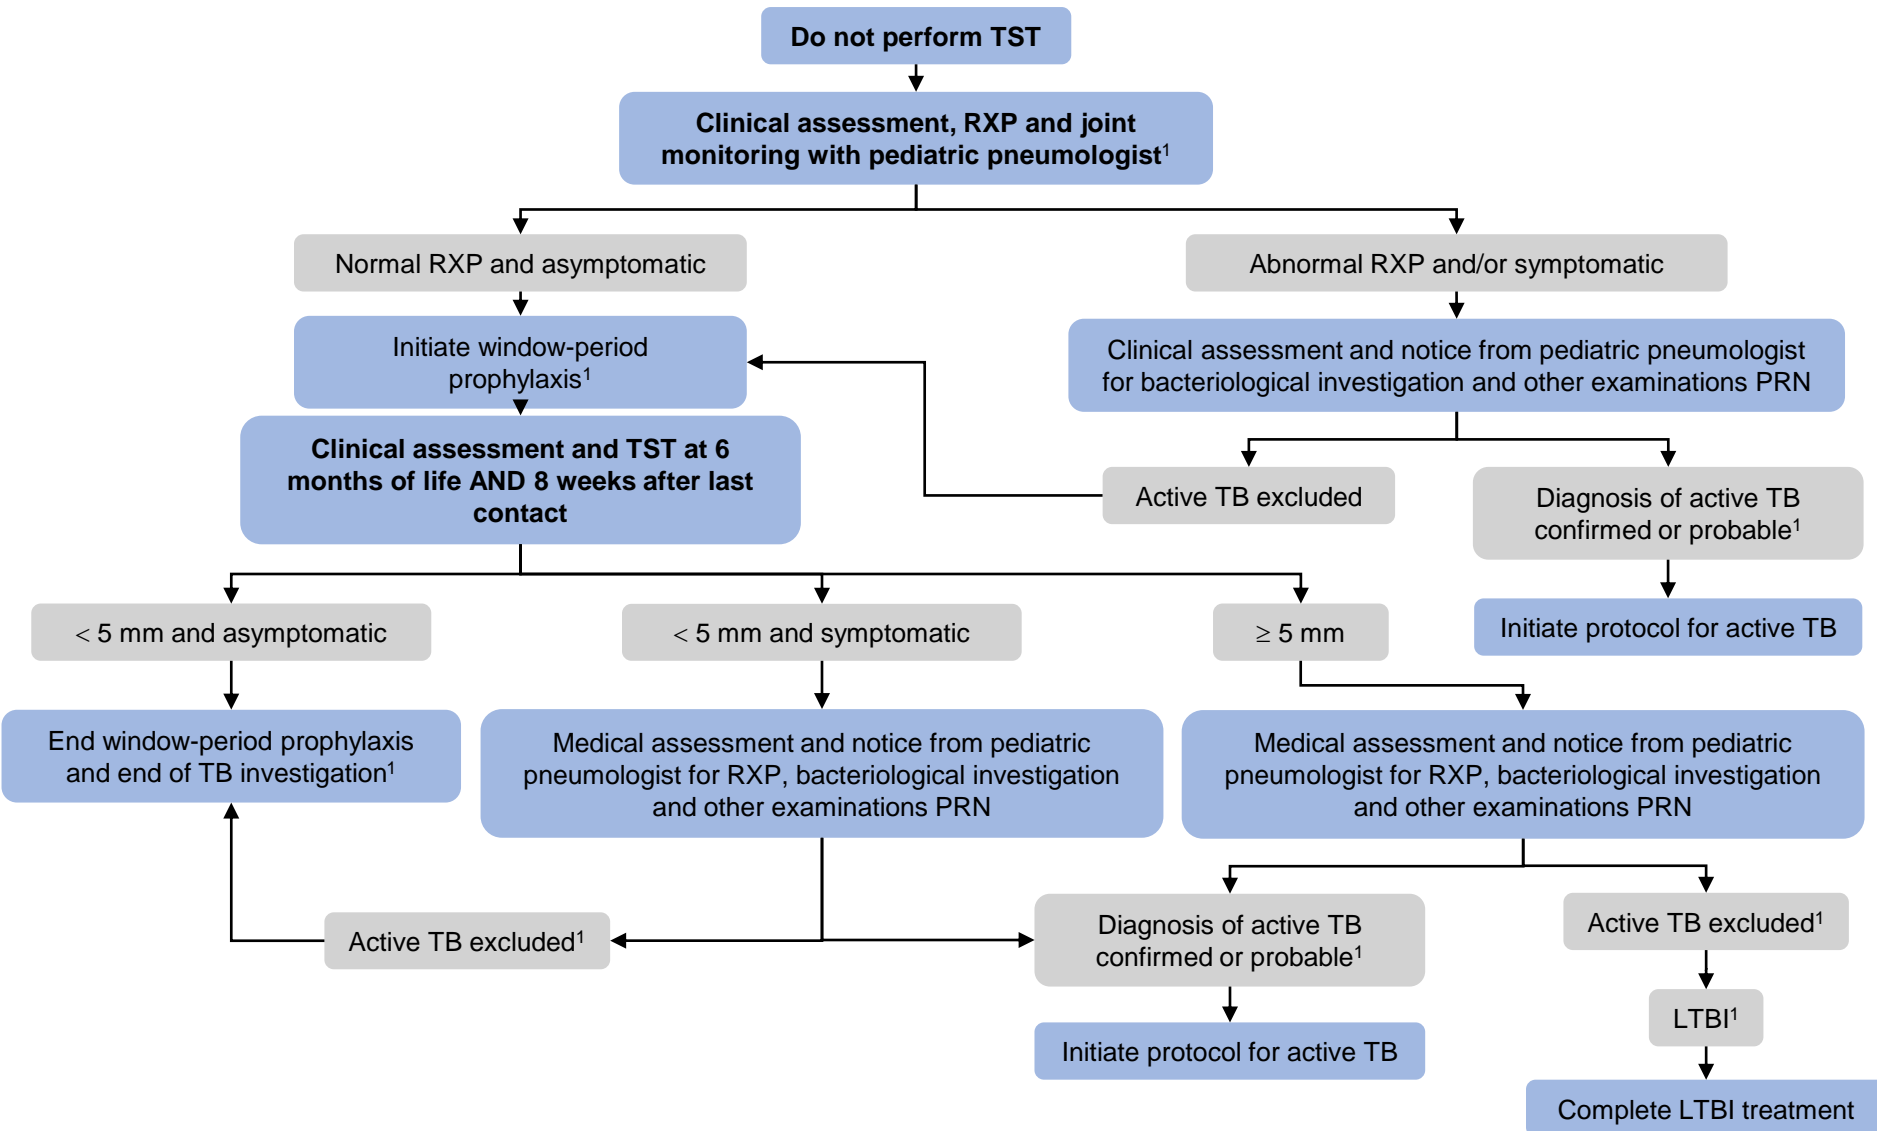 Do not perform TST
Clinical assessment, RXP and joint
monitoring with pediatric pneumologist¹
Normal RXP and asymptomatic
Abnormal RXP and/or symptomatic
Initiate window-period
prophylaxis¹
Clinical assessment and notice from pediatric pneumologist
for bacteriological investigation and other examinations PRN
Clinical assessment and TST at 6
months of life AND 8 weeks after last
contact
Active TB excluded
Diagnosis of active TB
confirmed or probable¹
Initiate protocol for active TB
< 5 mm and asymptomatic
< 5 mm and symptomatic
≥ 5 mm
End window-period prophylaxis
and end of TB investigation¹
Medical assessment and notice from pediatric
pneumologist for RXP, bacteriological investigation
and other examinations PRN
Medical assessment and notice from pediatric
pneumologist for RXP, bacteriological investigation
and other examinations PRN
Active TB excluded¹
Diagnosis of active TB
confirmed or probable¹
Active TB excluded¹
Initiate protocol for active TB
LTBI¹
Complete LTBI treatment